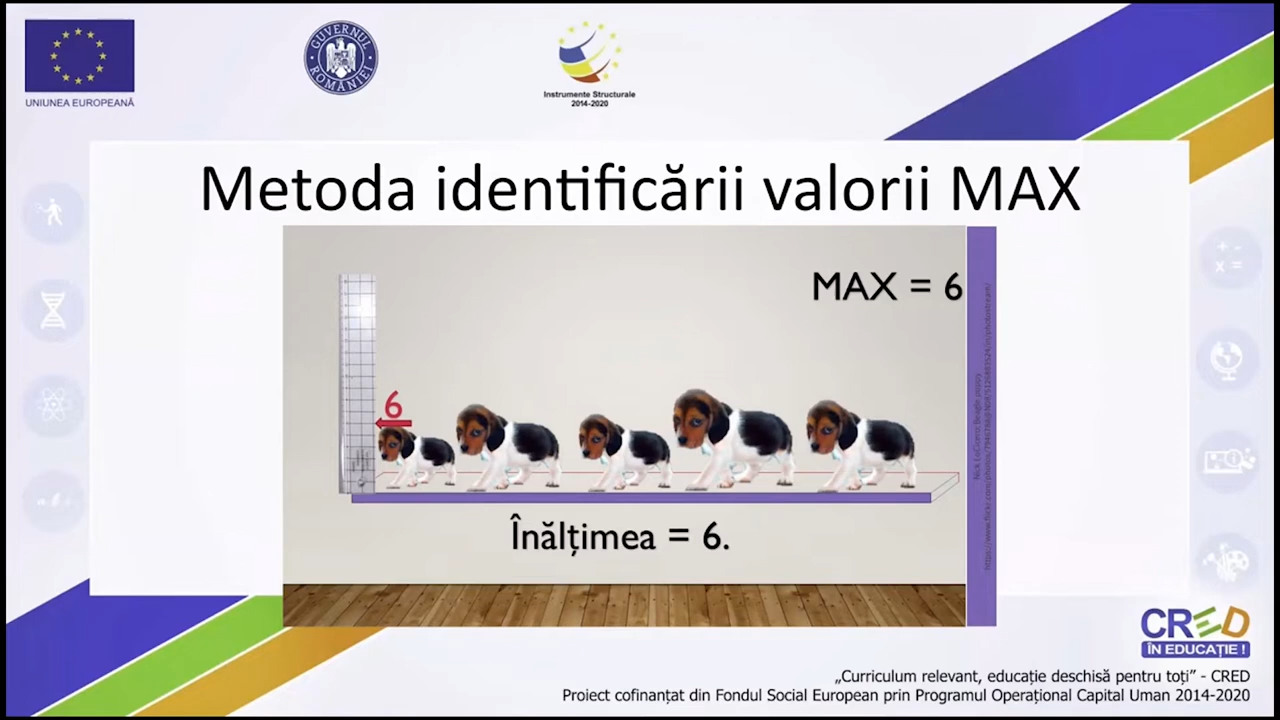 UNIUNEA EUROPEANĂ
GUVERNUL ROMÂNIEI
Instrumente Structurale
2014-2020
Metoda identificării valorii MAX
MAX = 6
6
Înălțimea = 6.
CRED
ÎN EDUCAȚIE !
„Curriculum relevant, educație deschisă pentru toți” - CRED
Proiect cofinanțat din Fondul Social European prin Programul Operațional Capital Uman 2014-2020